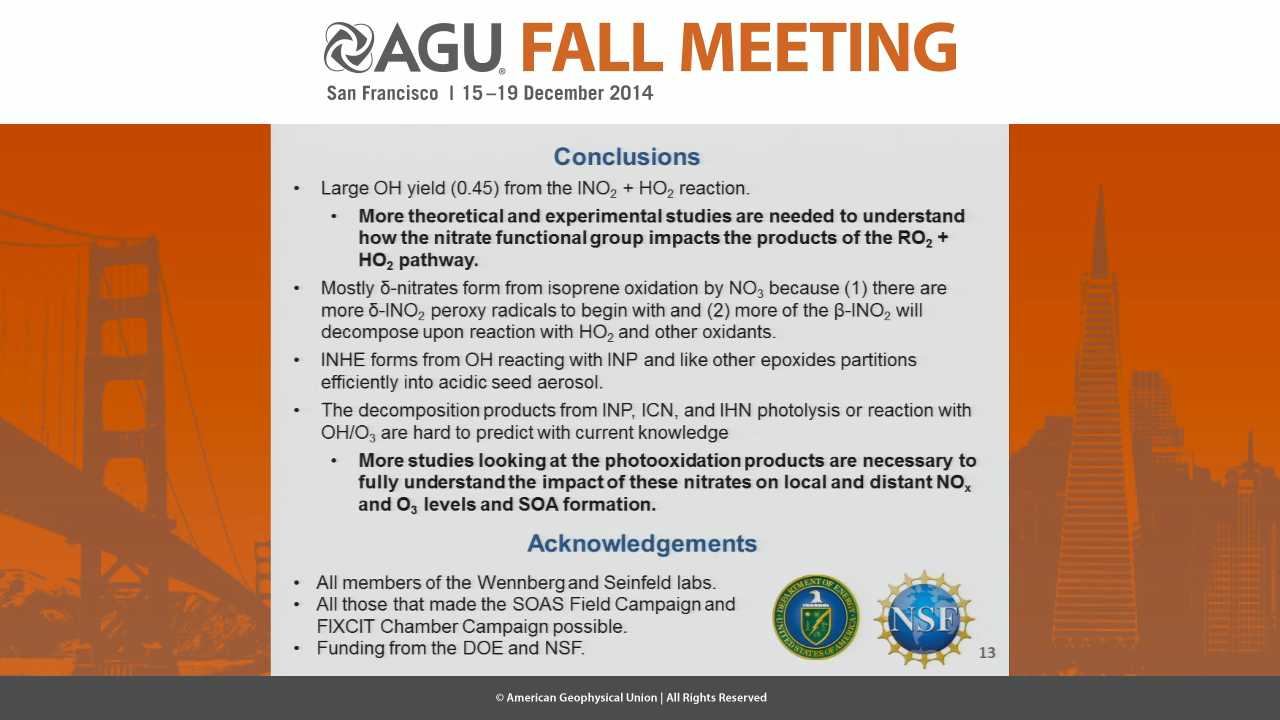 AGU® FALL MEETING
San Francisco | 15–19 December 2014
Conclusions
• Large OH yield (0.45) from the INO₂ + HO₂ reaction.
• More theoretical and experimental studies are needed to understand
how the nitrate functional group impacts the products of the RO₂ +
HO₂ pathway.
• Mostly δ-nitrates form from isoprene oxidation by NO₃ because (1) there are
more δ-INO₂ peroxy radicals to begin with and (2) more of the β-INO₂ will
decompose upon reaction with HO₂ and other oxidants.
• INHE forms from OH reacting with INP and like other epoxides partitions
efficiently into acidic seed aerosol.
• The decomposition products from INP, ICN, and IHN photolysis or reaction with
OH/O₃ are hard to predict with current knowledge
• More studies looking at the photooxidation products are necessary to
fully understand the impact of these nitrates on local and distant NOₓ
and O₃ levels and SOA formation.
Acknowledgements
• All members of the Wennberg and Seinfeld labs.
• All those that made the SOAS Field Campaign and
FIXCIT Chamber Campaign possible.
• Funding from the DOE and NSF.
DEPARTMENT OF ENERGY
UNITED STATES OF AMERICA
NSF
13
© American Geophysical Union | All Rights Reserved